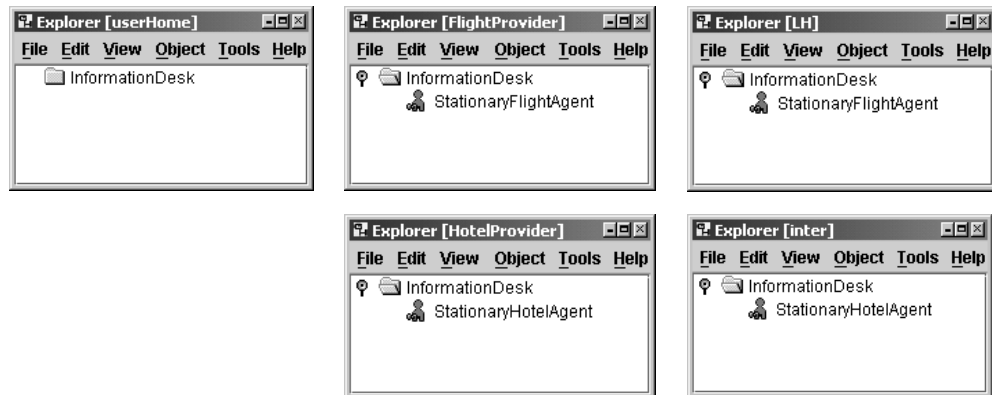 Explorer [userHome]
File Edit View Object Tools Help
InformationDesk
Explorer [FlightProvider]
File Edit View Object Tools Help
InformationDesk
StationaryFlightAgent
Explorer [LH]
File Edit View Object Tools Help
InformationDesk
StationaryFlightAgent
Explorer [HotelProvider]
File Edit View Object Tools Help
InformationDesk
StationaryHotelAgent
Explorer [inter]
File Edit View Object Tools Help
InformationDesk
StationaryHotelAgent